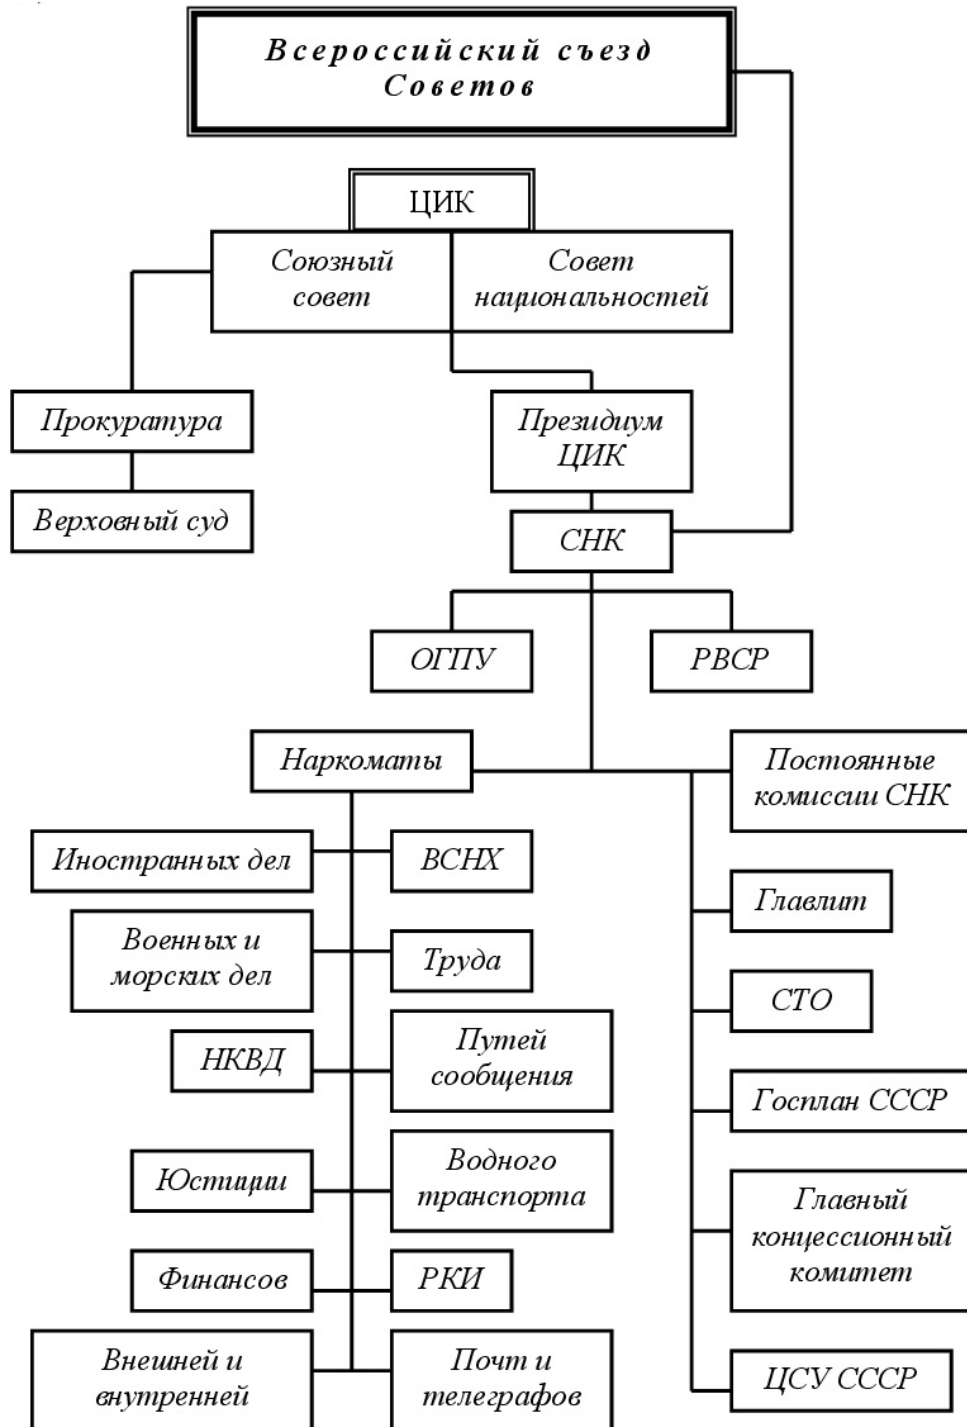 Всероссийский съезд
Советов
ЦИК
Союзный
совет
Совет
национальностей
Прокуратура
Президиум
ЦИК
Верховный суд
СНК
ОГПУ
РВСР
Наркоматы
Постоянные
комиссии СНК
Иностранных дел
ВСНХ
Главлит
Военных и
морских дел
Труда
СТО
НКВД
Путей
сообщения
Госплан СССР
Юстиции
Водного
транспорта
Главный
концессионный
комитет
Финансов
РКИ
Внешней и
внутренней
Почт и
телеграфов
ЦСУ СССР